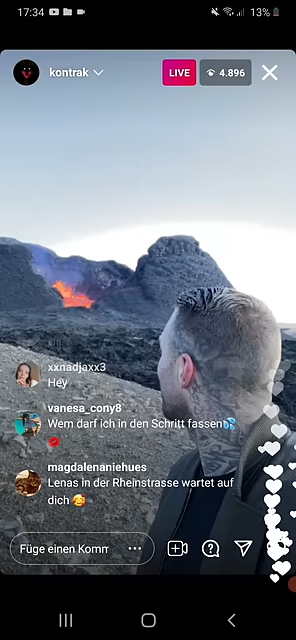 17:34
13%
kontrak
LIVE
4.896
xxnadjaxx3
Hey
vanesa_cony8
Wem darf ich in den Schritt fassen💦
💋
magdalenaniehues
Lenas in der Rheinstrasse wartet auf
dich 🥰
Füge einen Komm